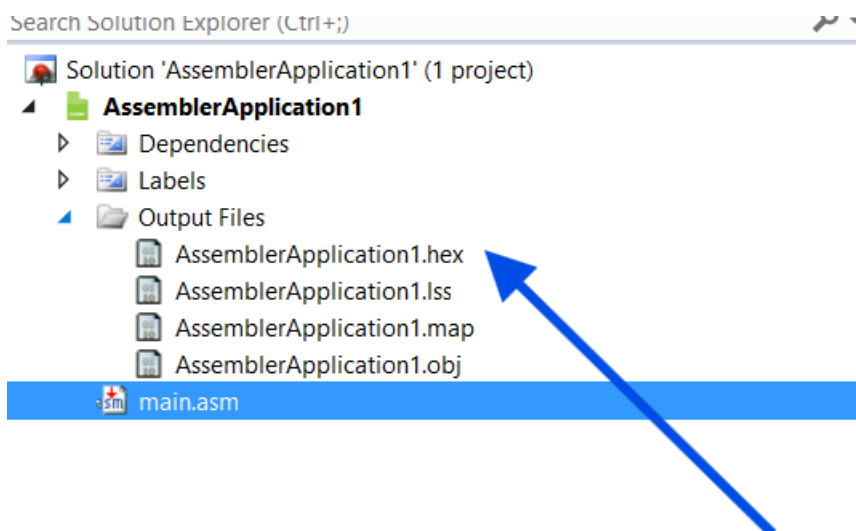 Search Solution Explorer (Ctrl+;)
Solution 'AssemblerApplication1' (1 project)
AssemblerApplication1
Dependencies
Labels
Output Files
AssemblerApplication1.hex
AssemblerApplication1.lss
AssemblerApplication1.map
AssemblerApplication1.obj
main.asm